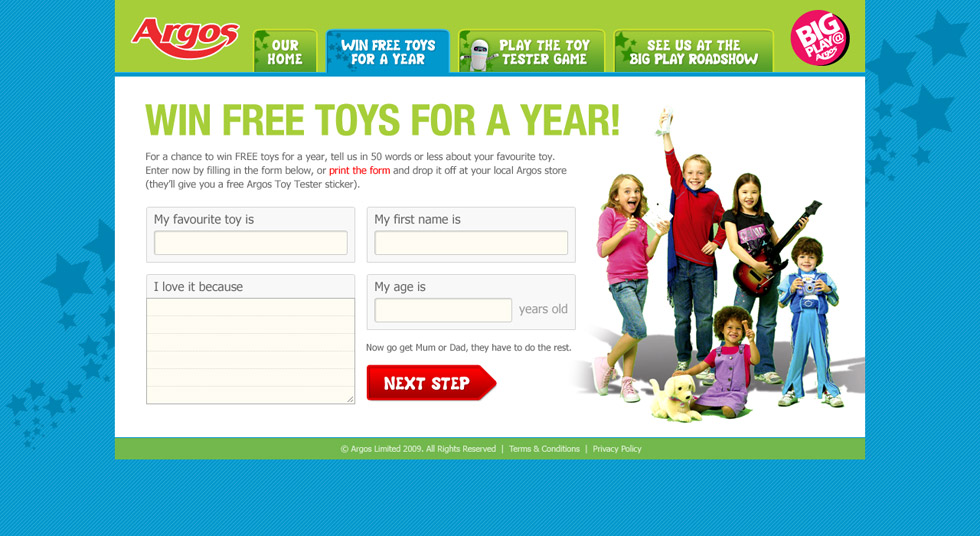 Argos
OUR
HOME
WIN FREE TOYS
FOR A YEAR
PLAY THE TOY
TESTER GAME
SEE US AT THE
BIG PLAY ROADSHOW
BIG
PLAY@
Argos
WIN FREE TOYS FOR A YEAR!
For a chance to win FREE toys for a year, tell us in 50 words or less about your favourite toy.
Enter now by filling in the form below, or print the form and drop it off at your local Argos store
(they'll give you a free Argos Toy Tester sticker).
My favourite toy is
My first name is
I love it because
My age is
years old
Now go get Mum or Dad, they have to do the rest.
NEXT STEP
© Argos Limited 2009. All Rights Reserved | Terms & Conditions | Privacy Policy